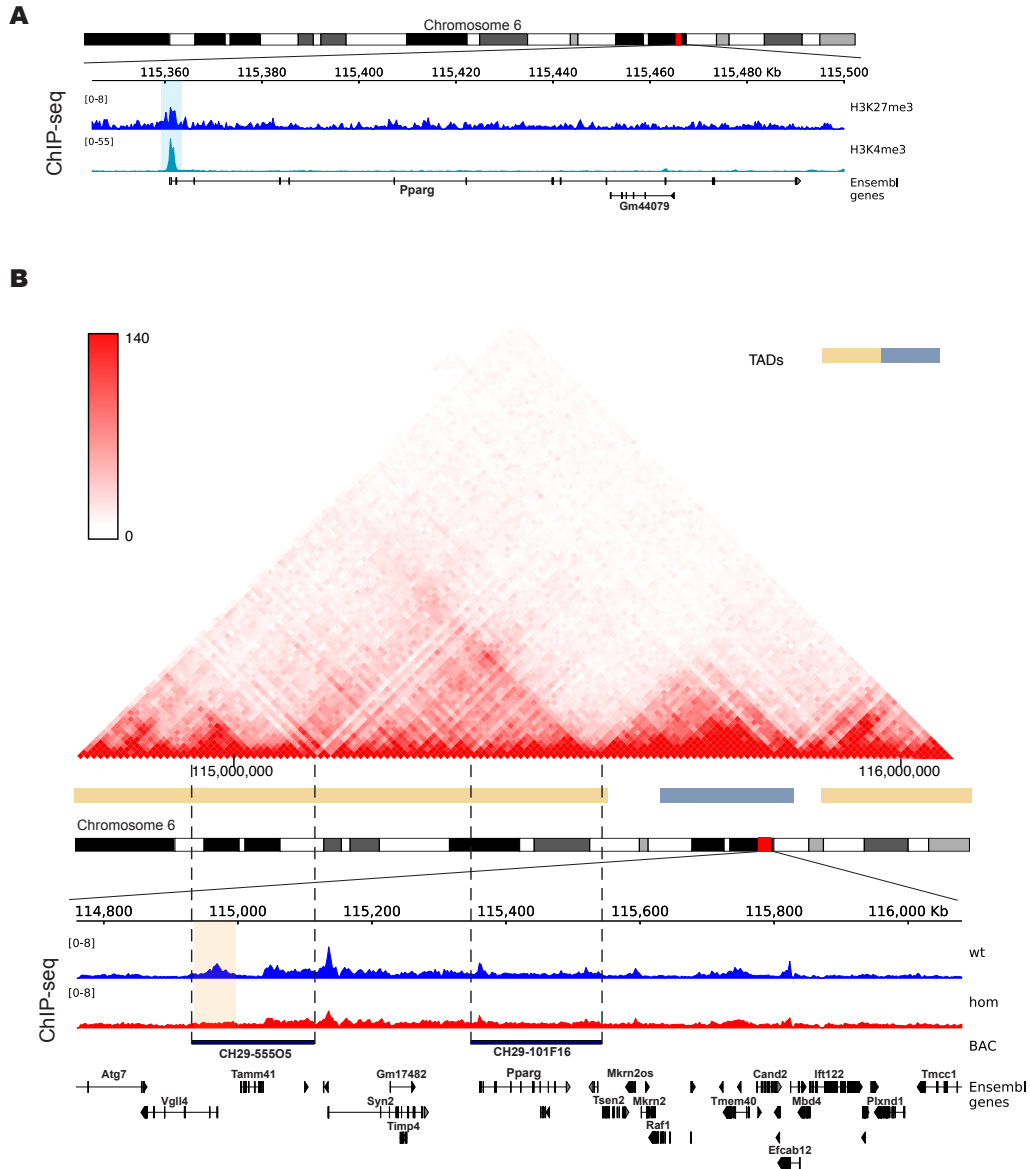 A
Chromosome 6
115,360 115,380 115,400 115,420 115,440 115,460 115,480 Kb 115,500
ChIP-seq
[0-8]
H3K27me3
[0-55]
H3K4me3
Pparg
Ensembl
genes
Gm44079
B
140
0
TADs
115,000,000 116,000,000
Chromosome 6
114,800 115,000 115,200 115,400 115,600 115,800 116,000 Kb
ChIP-seq
[0-8]
wt
[0-8]
hom
BAC
CH29-555O5 CH29-101F16
Atg7 Tamm41 Gm17482 Pparg Mkrn2os Cand2 Ift122 Tmcc1
Ensembl
genes
Vgll4 Syn2 Tsen2 Mkrn2 Tmem40 Mbd4 Plxnd1
Timp4 Raf1
Efcab12